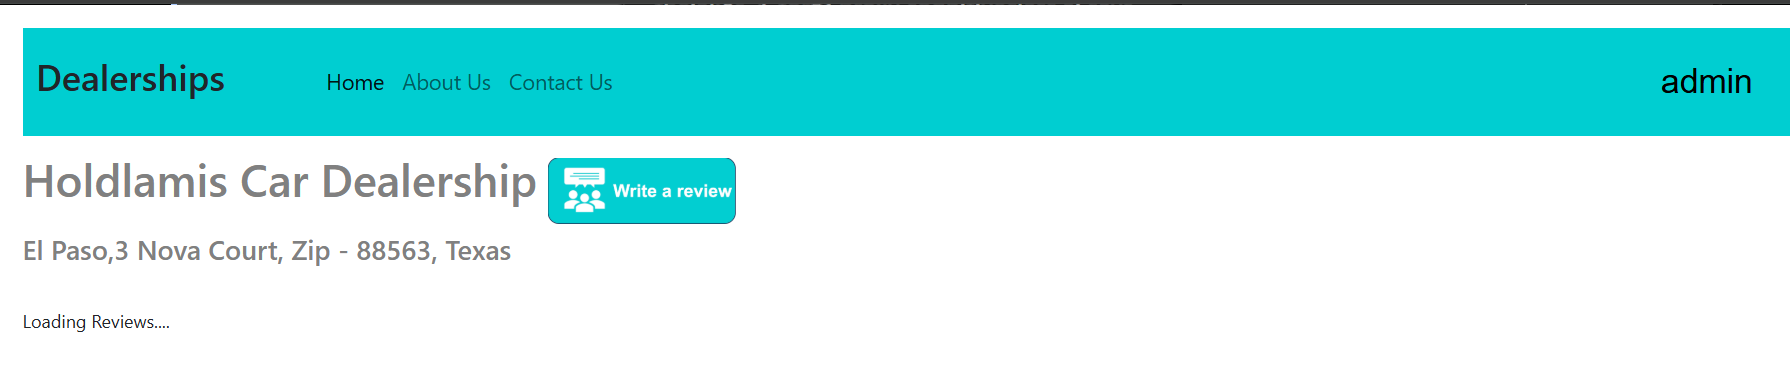 Dealerships Home About Us Contact Us admin
Holdlamis Car Dealership Write a review
El Paso,3 Nova Court, Zip - 88563, Texas
Loading Reviews....